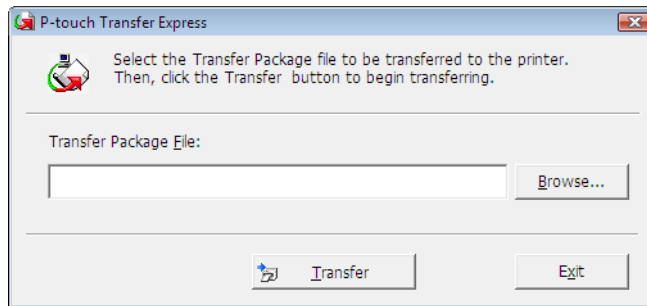 P-touch Transfer Express
Select the Transfer Package file to be transferred to the printer.
Then, click the Transfer button to begin transferring.
Transfer Package File:
Browse...
Transfer
Exit